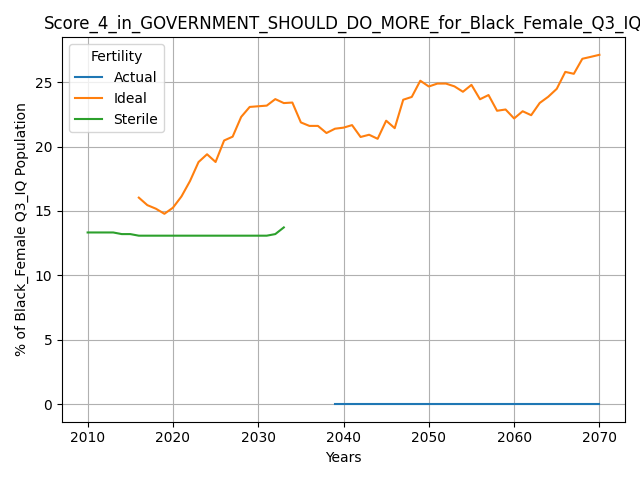 Score_4_in_GOVERNMENT_SHOULD_DO_MORE_for_Black_Female_Q3_IQ
Fertility
Actual
Ideal
Sterile
% of Black_Female Q3_IQ Population
25
20
15
10
5
0
2010 2020 2030 2040 2050 2060 2070
Years